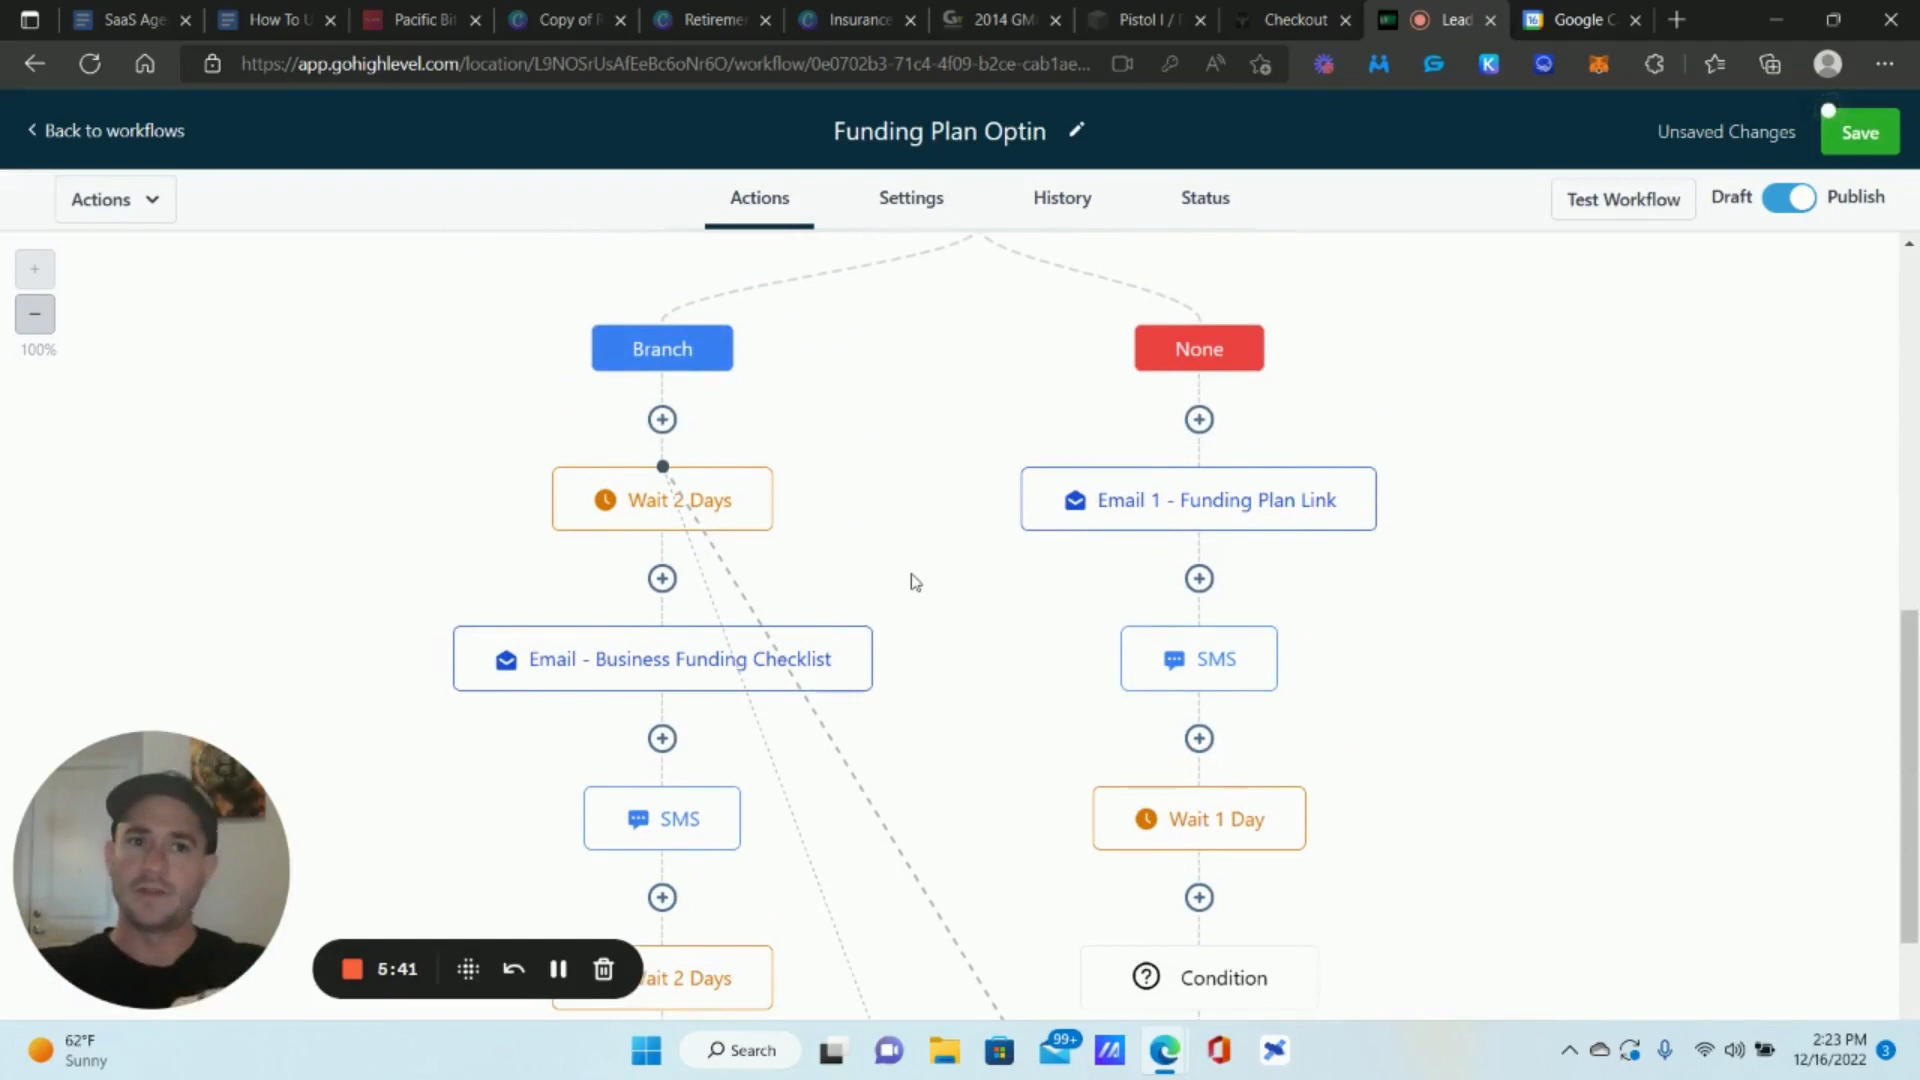 SaaS Age
How To U
Pacific Bi
Copy of
Retireme
Insurance
2014 GM
Pistol I /
Checkout
Lead
Google C
https://app.gohighlevel.com/location/L9NOSrUsAfEeBc6oNr6O/workflow/0e0702b3-71c4-4f09-b2ce-cab1ae...
Back to workflows
Funding Plan Optin
Unsaved Changes
Save
Actions
Actions
Settings
History
Status
Test Workflow
Draft
Publish
100%
Branch
None
Wait 2 Days
Email 1 - Funding Plan Link
Email - Business Funding Checklist
SMS
SMS
Wait 1 Day
5:41
ait 2 Days
Condition
62°F
Sunny
Search
99+
2:23 PM
12/16/2022
3